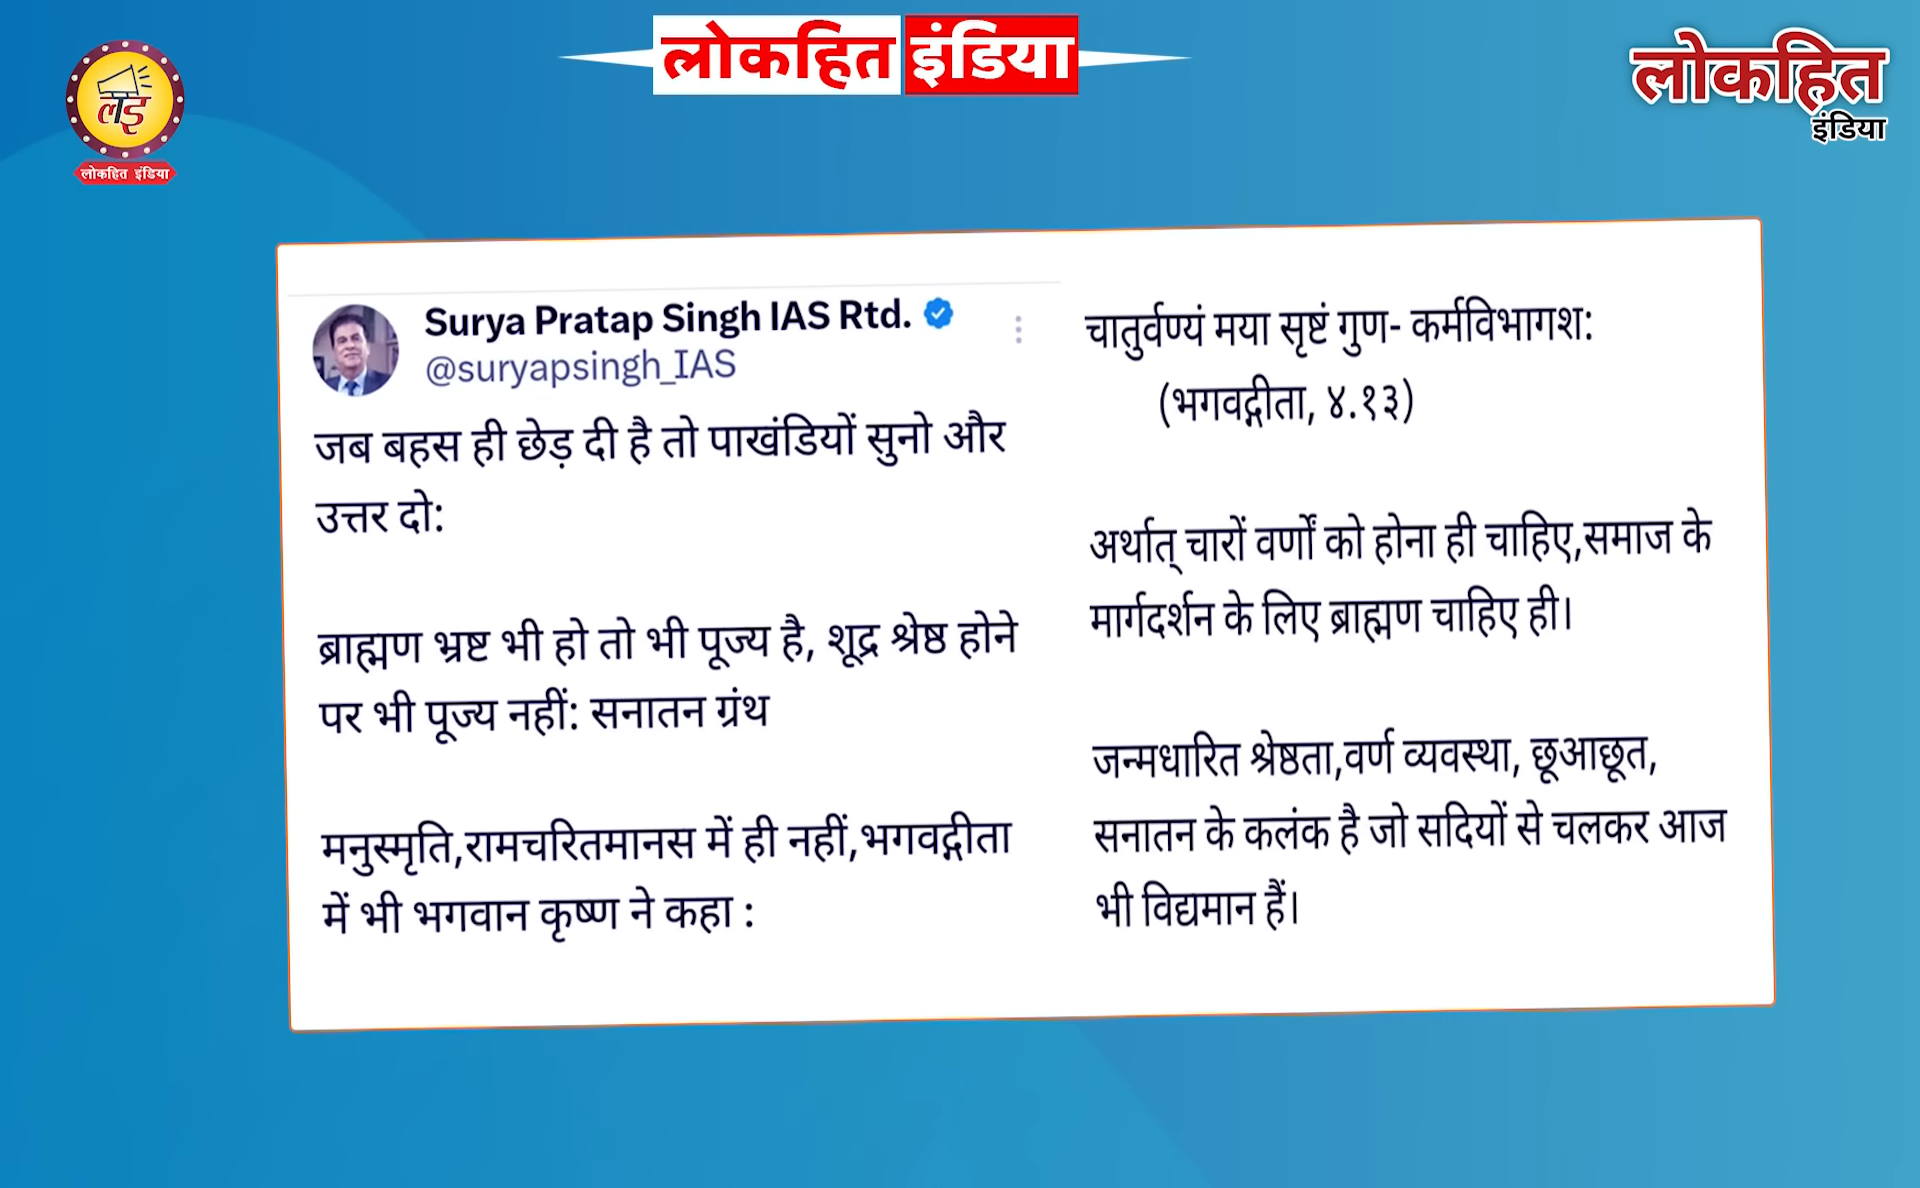 लोकहित इंडिया
लोकहित
इंडिया
लइ
लोकहित इंडिया
Surya Pratap Singh IAS Rtd.
@suryapsingh_IAS
जब बहस ही छेड़ दी है तो पाखंडियों सुनो और
उत्तर दो:
ब्राह्मण भ्रष्ट भी हो तो भी पूज्य है, शूद्र श्रेष्ठ होने
पर भी पूज्य नहीं: सनातन ग्रंथ
मनुस्मृति,रामचरितमानस में ही नहीं,भगवद्गीता
में भी भगवान कृष्ण ने कहा :
चातुर्वण्यं मया सृष्टं गुण- कर्मविभागश:
(भगवद्गीता, ४.१३)
अर्थात् चारों वर्णों को होना ही चाहिए,समाज के
मार्गदर्शन के लिए ब्राह्मण चाहिए ही।
जन्मधारित श्रेष्ठता,वर्ण व्यवस्था, छूआछूत,
सनातन के कलंक है जो सदियों से चलकर आज
भी विद्यमान हैं।